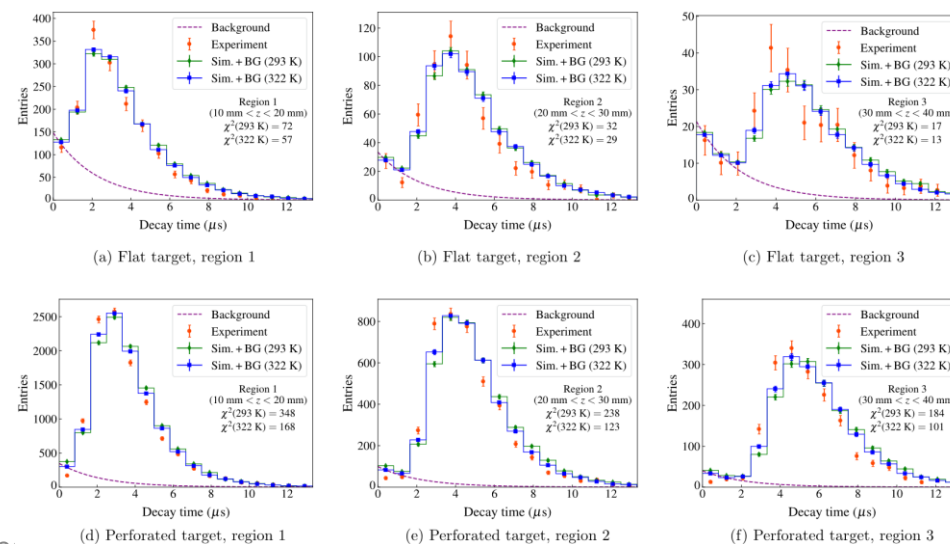 Entries
400
350
300
250
200
150
100
50
0
0 2 4 6 8 10 12
Decay time (μs)
Background
Experiment
Sim. + BG (293 K)
Sim. + BG (322 K)
Region 1
(10 mm < z < 20 mm)
χ²(293 K) = 72
χ²(322 K) = 57
(a) Flat target, region 1
Entries
120
100
80
60
40
20
0
0 2 4 6 8 10 12
Decay time (μs)
Background
Experiment
Sim. + BG (293 K)
Sim. + BG (322 K)
Region 2
(20 mm < z < 30 mm)
χ²(293 K) = 32
χ²(322 K) = 29
(b) Flat target, region 2
Entries
50
40
30
20
10
0
0 2 4 6 8 10 12
Decay time (μs)
Background
Experiment
Sim. + BG (293 K)
Sim. + BG (322 K)
Region 3
(30 mm < z < 40 mm)
χ²(293 K) = 17
χ²(322 K) = 13
(c) Flat target, region 3
Entries
2500
2000
1500
1000
500
0
0 2 4 6 8 10 12
Decay time (μs)
Background
Experiment
Sim. + BG (293 K)
Sim. + BG (322 K)
Region 1
(10 mm < z < 20 mm)
χ²(293 K) = 348
χ²(322 K) = 168
(d) Perforated target, region 1
Entries
800
600
400
200
0
0 2 4 6 8 10 12
Decay time (μs)
Background
Experiment
Sim. + BG (293 K)
Sim. + BG (322 K)
Region 2
(20 mm < z < 30 mm)
χ²(293 K) = 238
χ²(322 K) = 123
(e) Perforated target, region 2
Entries
400
300
200
100
0
0 2 4 6 8 10 12
Decay time (μs)
Background
Experiment
Sim. + BG (293 K)
Sim. + BG (322 K)
Region 3
(30 mm < z < 40 mm)
χ²(293 K) = 184
χ²(322 K) = 101
(f) Perforated target, region 3